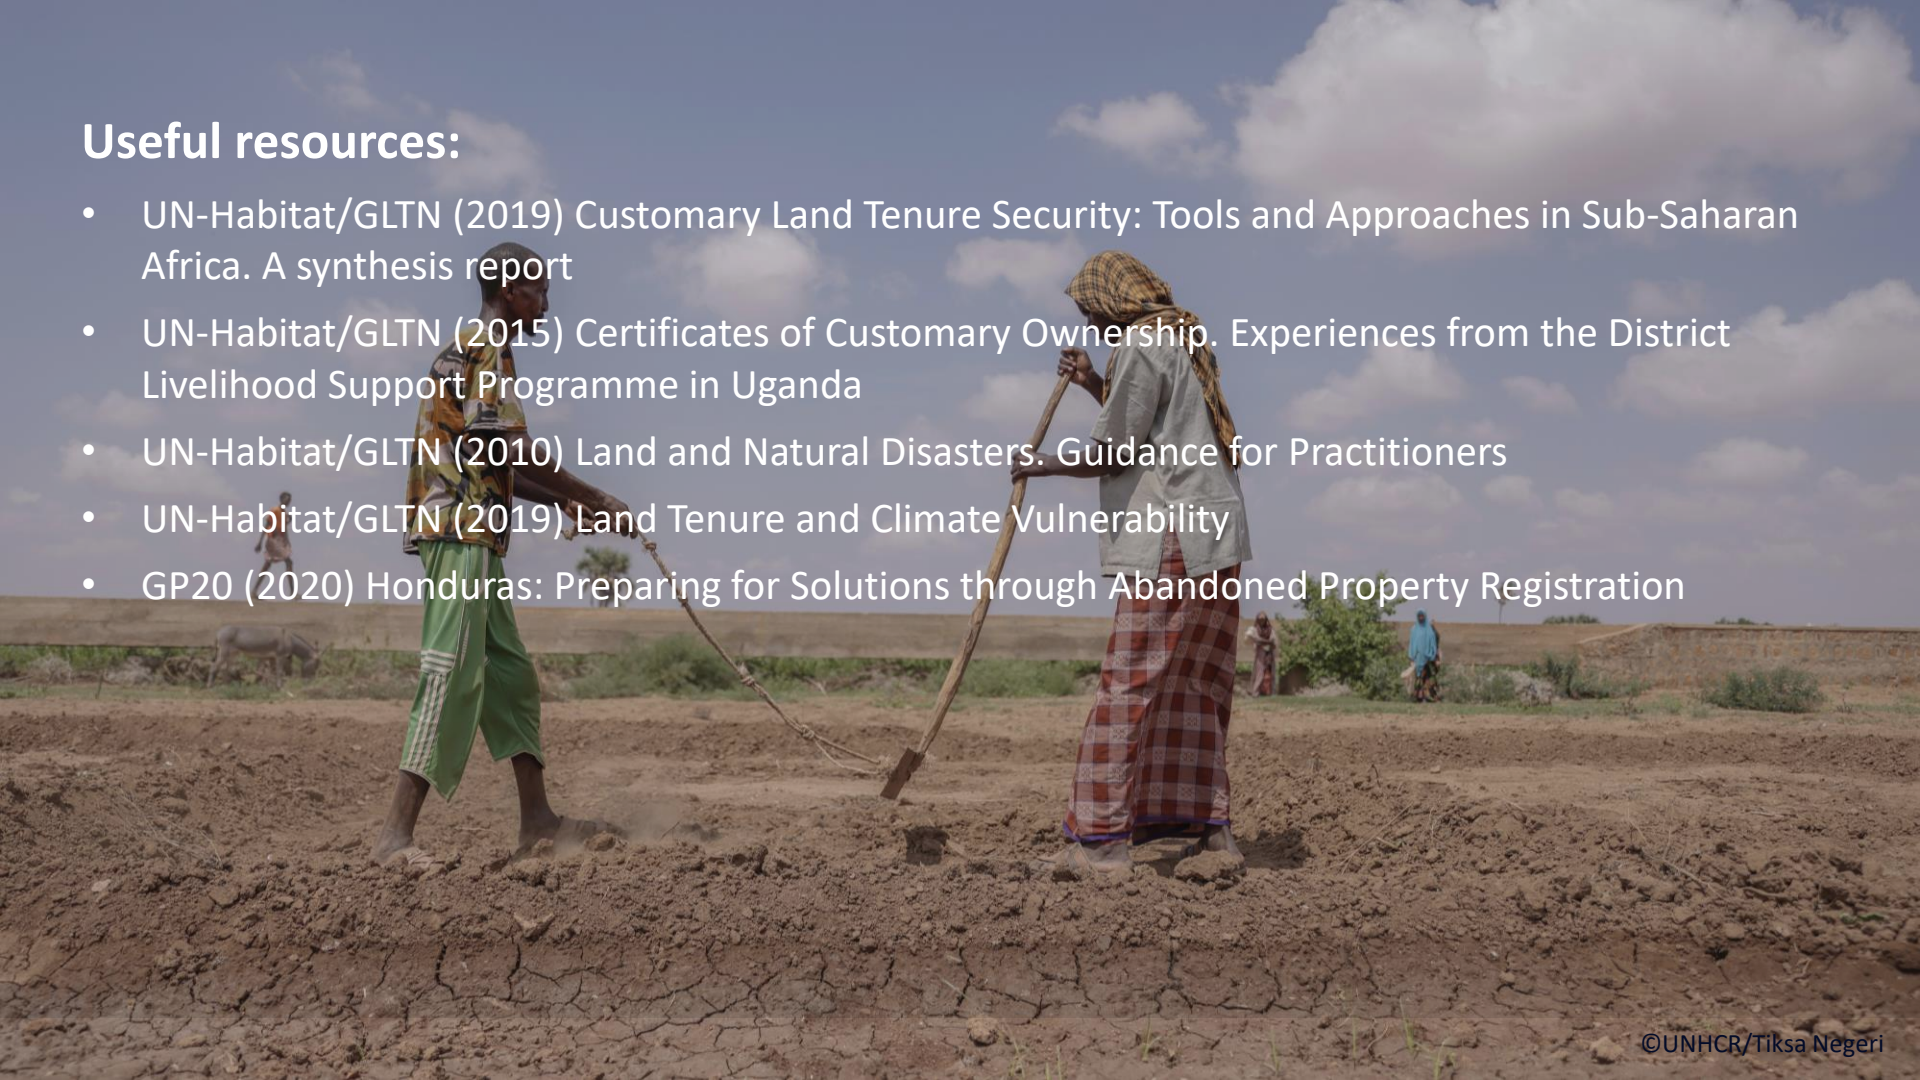 Useful resources:
• UN-Habitat/GLTN (2019) Customary Land Tenure Security: Tools and Approaches in Sub-Saharan
Africa. A synthesis report
• UN-Habitat/GLTN (2015) Certificates of Customary Ownership. Experiences from the District
Livelihood Support Programme in Uganda
• UN-Habitat/GLTN (2010) Land and Natural Disasters. Guidance for Practitioners
• UN-Habitat/GLTN (2019) Land Tenure and Climate Vulnerability
• GP20 (2020) Honduras: Preparing for Solutions through Abandoned Property Registration
©UNHCR/Tiksa Negeri